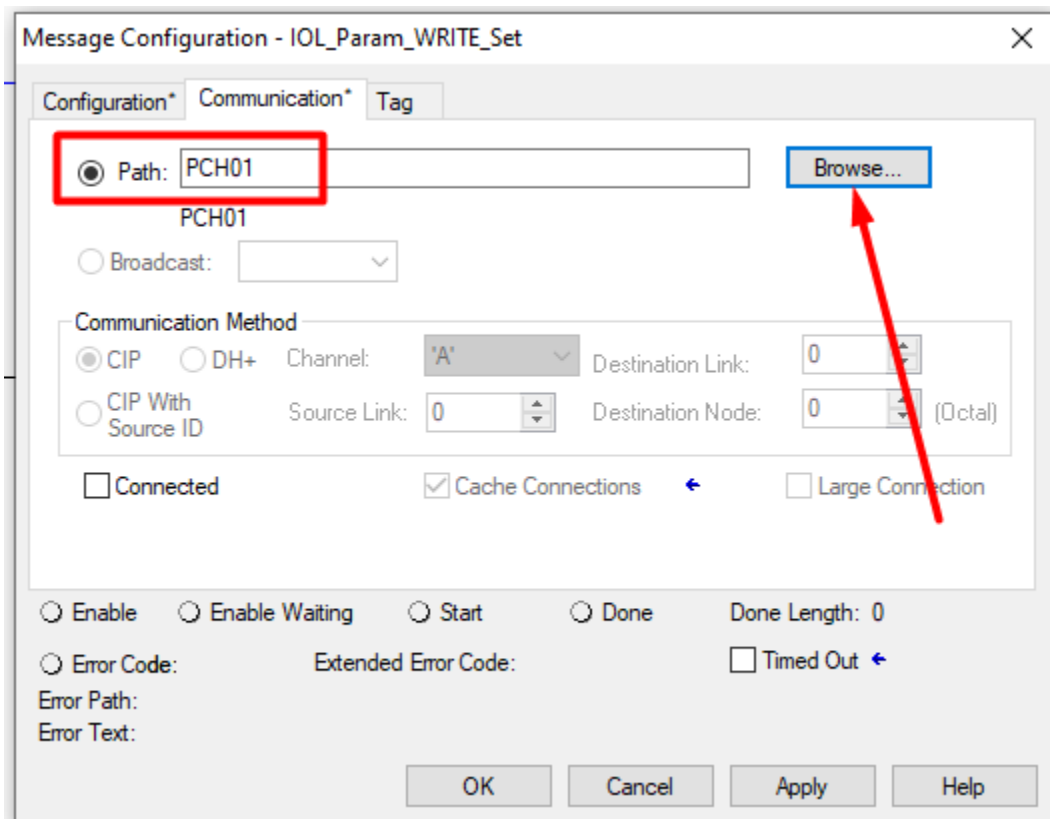 Message Configuration - IOL_Param_WRITE_Set
Configuration* Communication* Tag
Path: PCH01 Browse...
PCH01
Broadcast:
Communication Method
CIP DH+ Channel: 'A' Destination Link: 0
CIP With Source ID Source Link: 0 Destination Node: 0 (Octal)
Connected Cache Connections Large Connection
Enable Enable Waiting Start Done Done Length: 0
Error Code: Extended Error Code: Timed Out
Error Path:
Error Text:
OK Cancel Apply Help